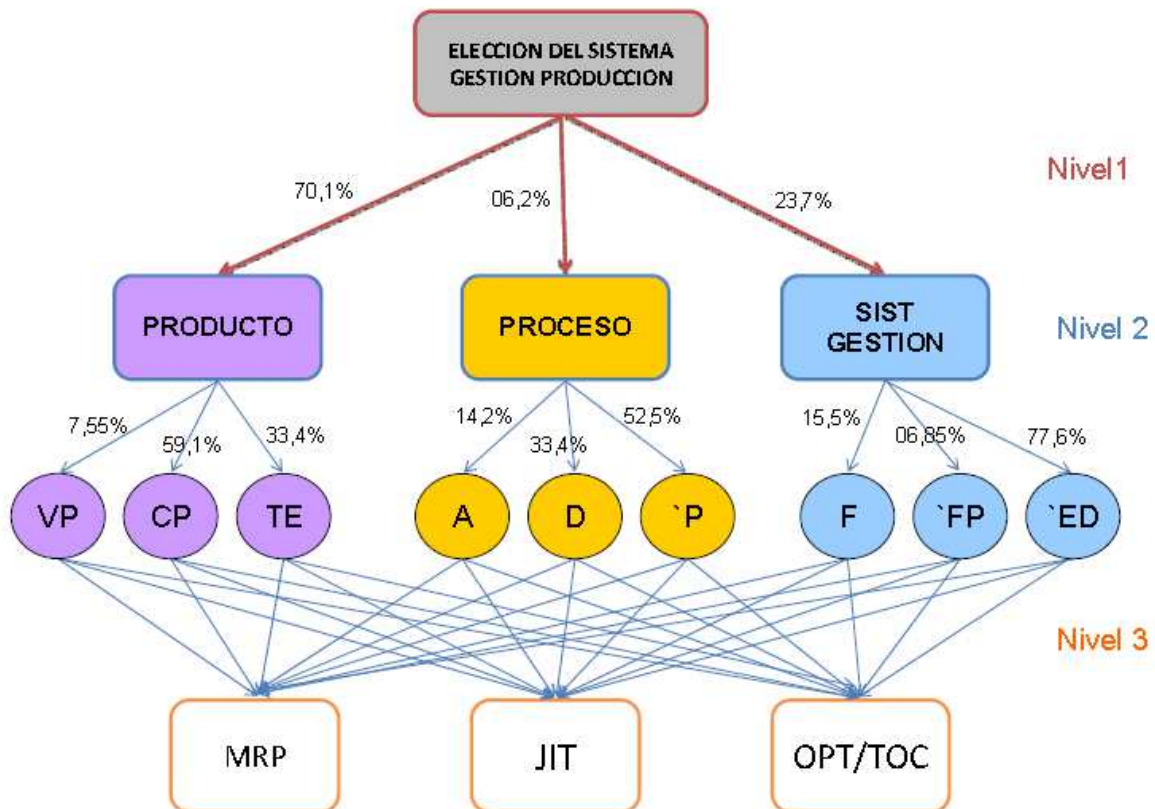 ELECCION DEL SISTEMA
GESTION PRODUCCION
Nivel1
70,1%
06,2%
23,7%
PRODUCTO
PROCESO
SIST
GESTION
Nivel 2
7,55%
59,1%
33,4%
14,2%
33,4%
52,5%
15,5%
06,85%
77,6%
VP
CP
TE
A
D
`P
F
`FP
`ED
Nivel 3
MRP
JIT
OPT/TOC